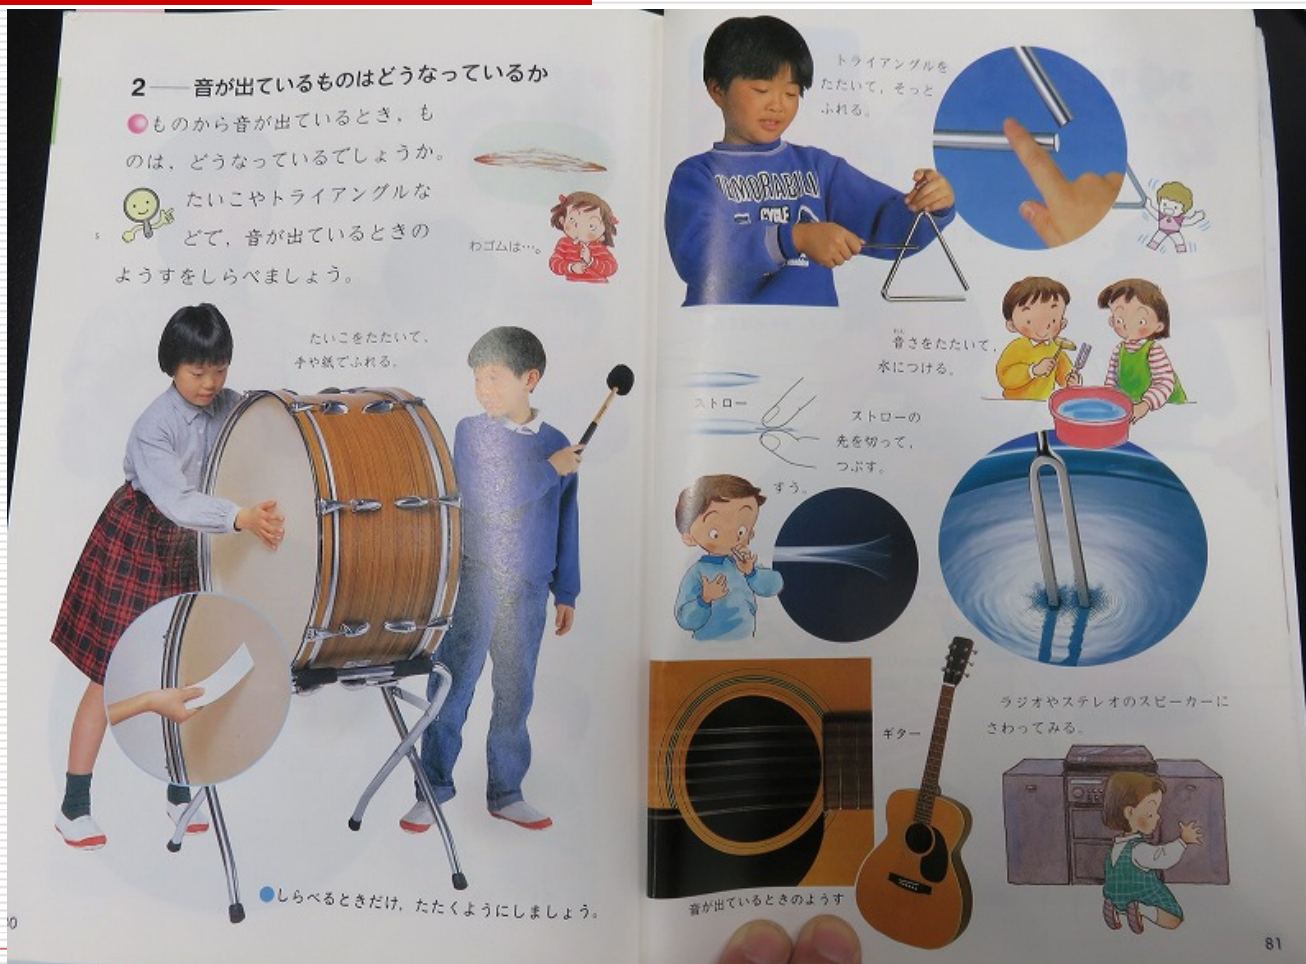 2——音が出ているものはどうなっているか
●ものから音が出ているとき，も
のは，どうなっているでしょうか。
たいこやトライアングルな
どで，音が出ているときの
ようすをしらべましょう。
5
わゴムは…。
たいこをたたいて，
手や紙でふれる。
●しらべるときだけ，たたくようにしましょう。
トライアングルを
たたいて，そっと
ふれる。
CYCLE
おん
音さをたたいて，
水につける。
ストロー
ストローの
先を切って，
つぶす。
すう。
ギター
音が出ているときのようす
ラジオやステレオのスピーカーに
さわってみる。
81